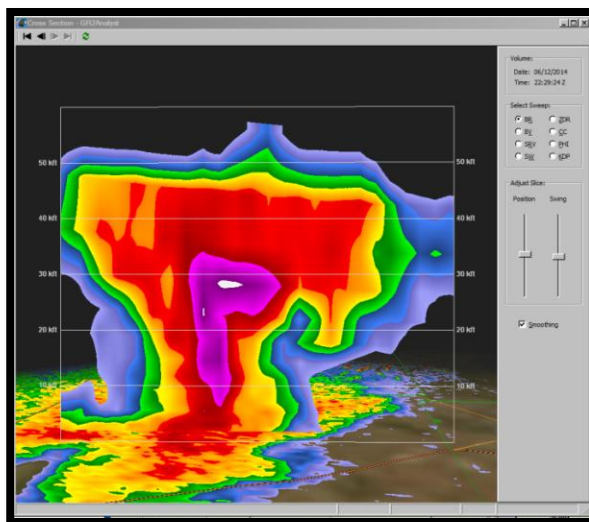 Cross Section - GR2Analyst
Volume:
Date: 06/12/2014
Time: 22:29:24 Z
Select Sweep:
BR ZDR
BV CC
SRV PHI
SW KDP
Adjust Slice:
Position Swing
Smoothing
50 kft 50 kft
40 kft 40 kft
30 kft 30 kft
20 kft 20 kft
10 kft 10 kft